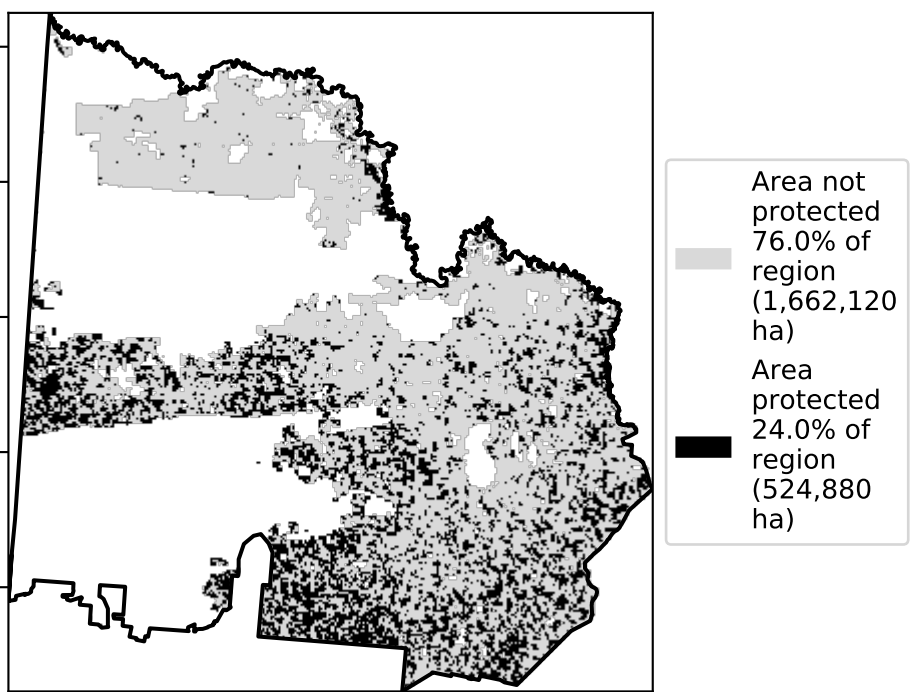 Area not
protected
76.0% of
region
(1,662,120
ha)
Area
protected
24.0% of
region
(524,880
ha)